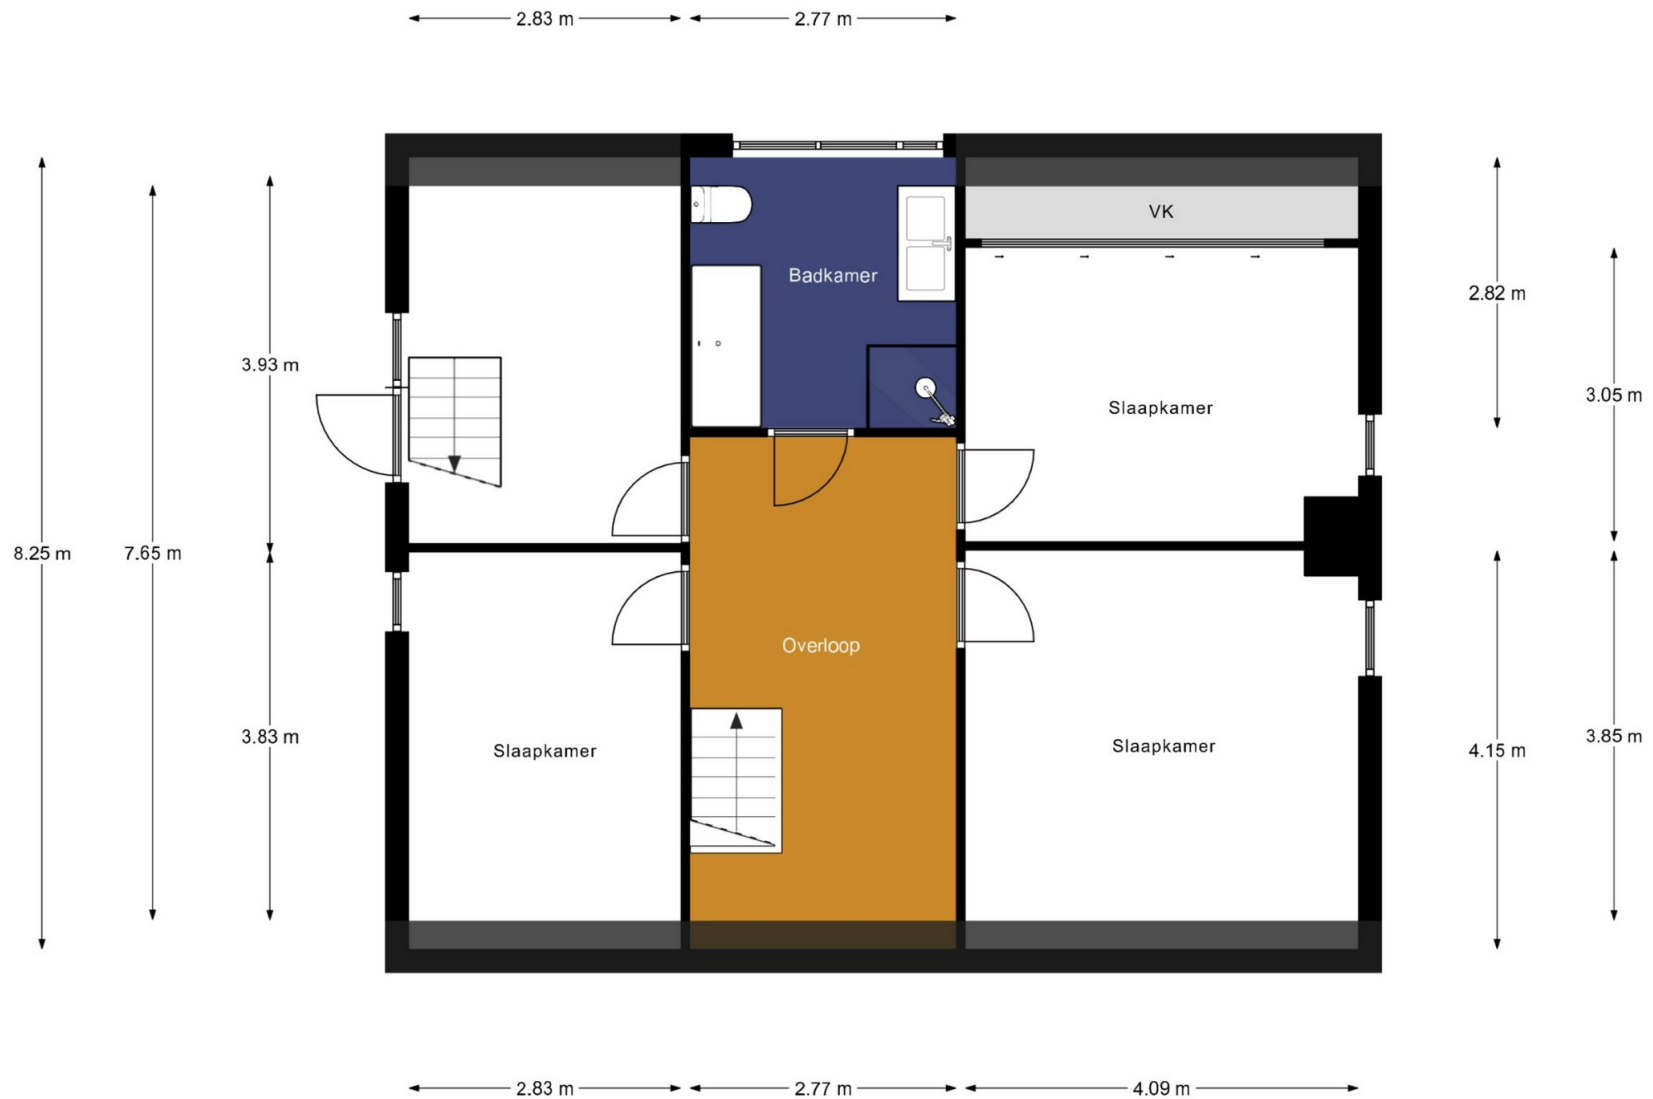 2.83 m
2.77 m
VK
Badkamer
2.82 m
3.93 m
3.05 m
Slaapkamer
8.25 m
7.65 m
Overloop
3.83 m
Slaapkamer
Slaapkamer
4.15 m
3.85 m
2.83 m
2.77 m
4.09 m